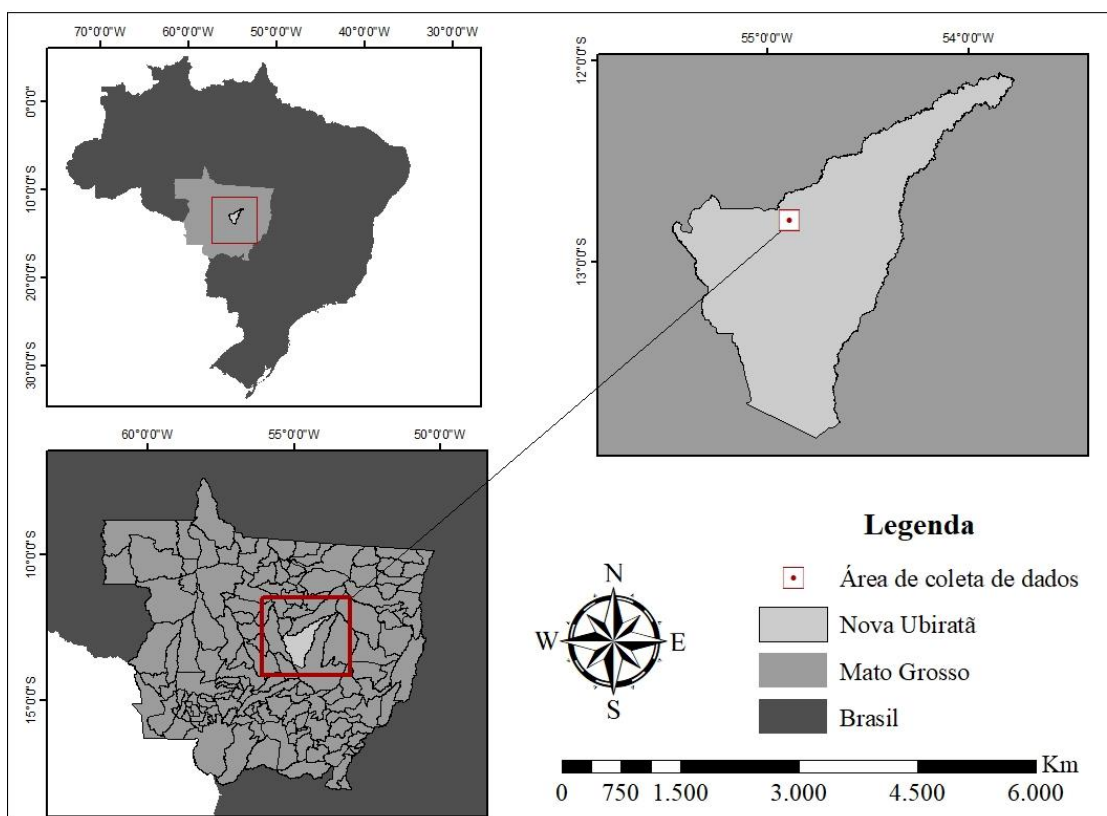 70°0'0"W 60°0'0"W 50°0'0"W 40°0'0"W 30°0'0"W
0°0'0"
10°0'0"S
20°0'0"S
30°0'0"S
55°0'0"W 54°0'0"W
12°0'0"S
13°0'0"S
60°0'0"W 55°0'0"W 50°0'0"W
10°0'0"S
15°0'0"S
Legenda
Área de coleta de dados
Nova Ubiratã
Mato Grosso
Brasil
N
W E
S
Km
0 750 1.500 3.000 4.500 6.000